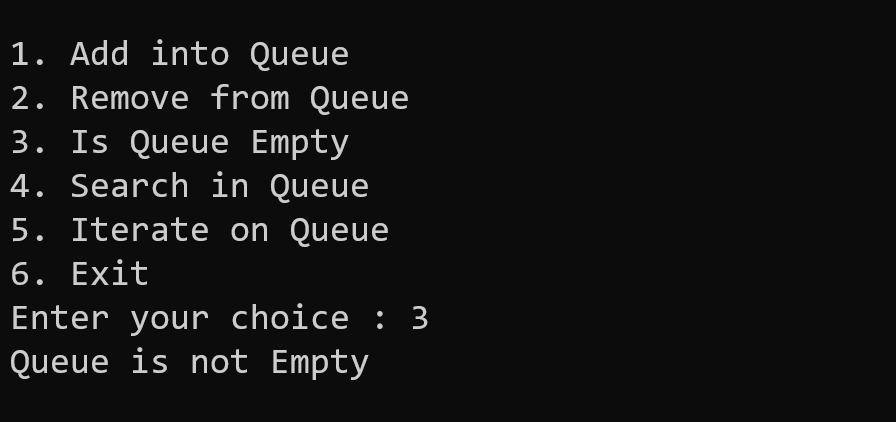 1. Add into Queue
2. Remove from Queue
3. Is Queue Empty
4. Search in Queue
5. Iterate on Queue
6. Exit
Enter your choice : 3
Queue is not Empty